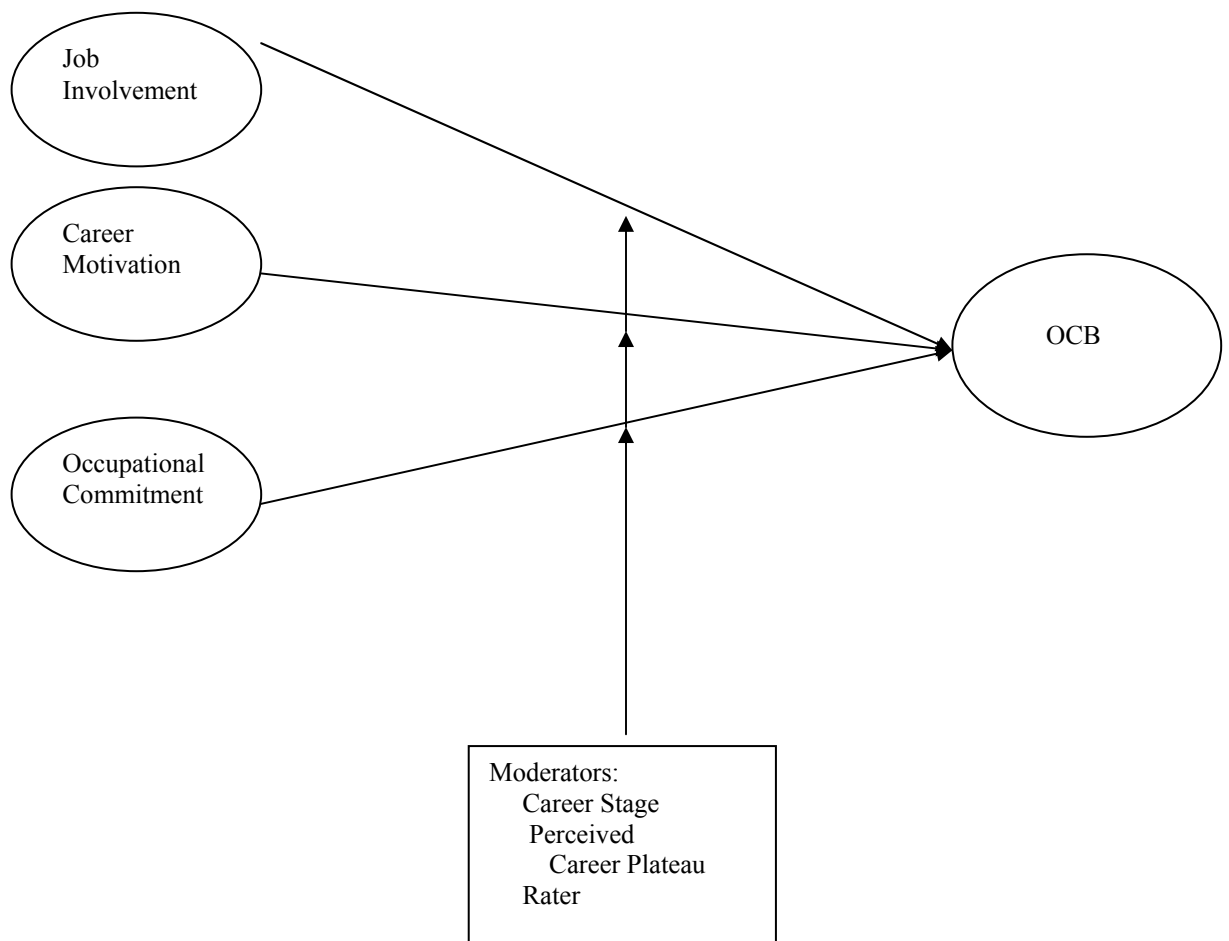 Job
Involvement
Career
Motivation
OCB
Occupational
Commitment
Moderators:
Career Stage
Perceived
Career Plateau
Rater